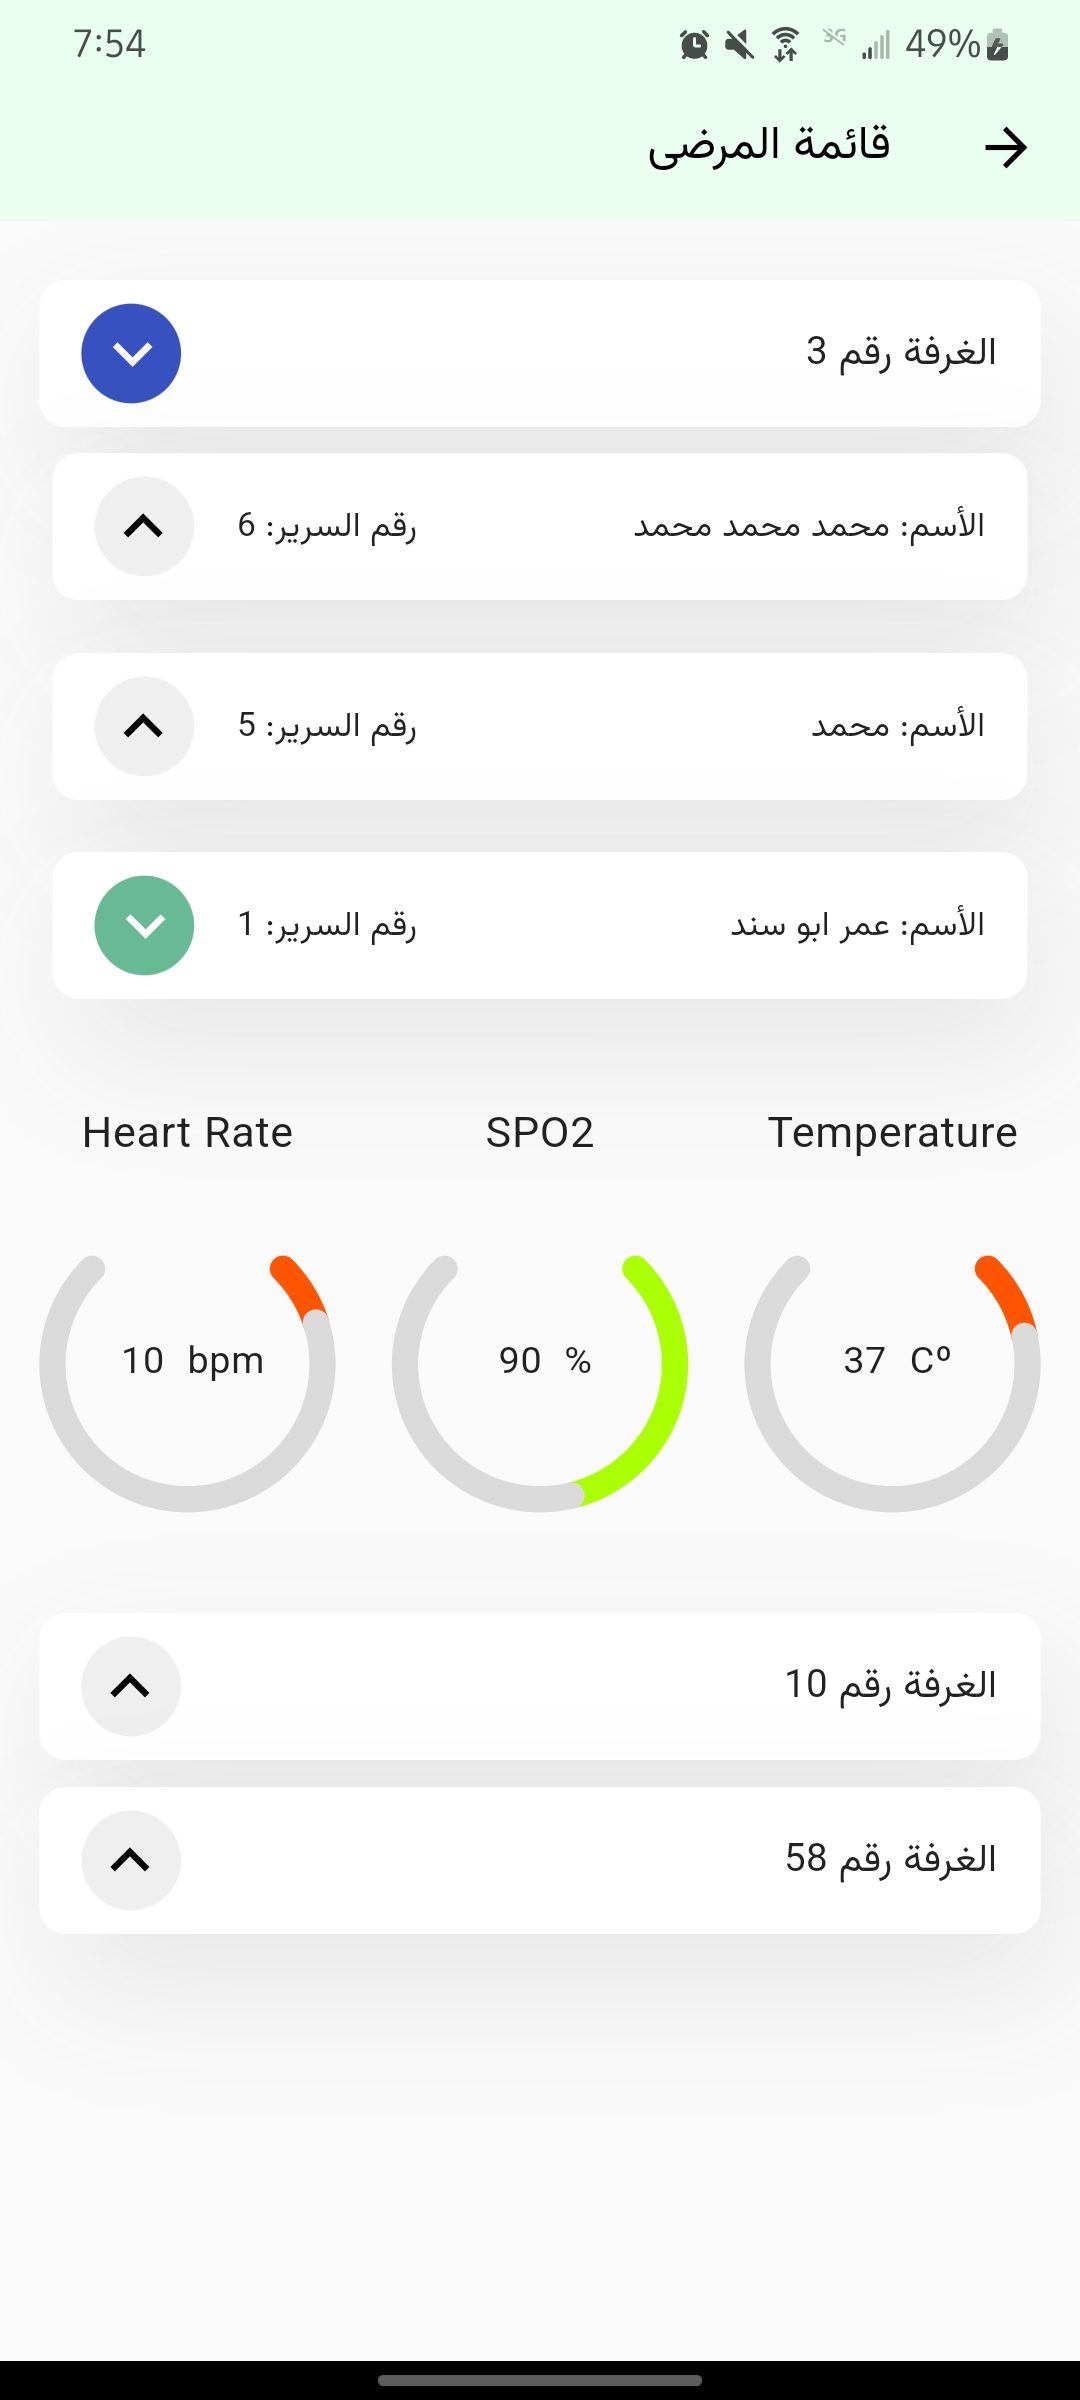 7:54 3G 49%
قائمة المرضى
الغرفة رقم 3
الأسم: محمد محمد محمد رقم السرير: 6
الأسم: محمد رقم السرير: 5
الأسم: عمر ابو سند رقم السرير: 1
Heart Rate SPO2 Temperature
10 bpm 90 % 37 Cº
الغرفة رقم 10
الغرفة رقم 58